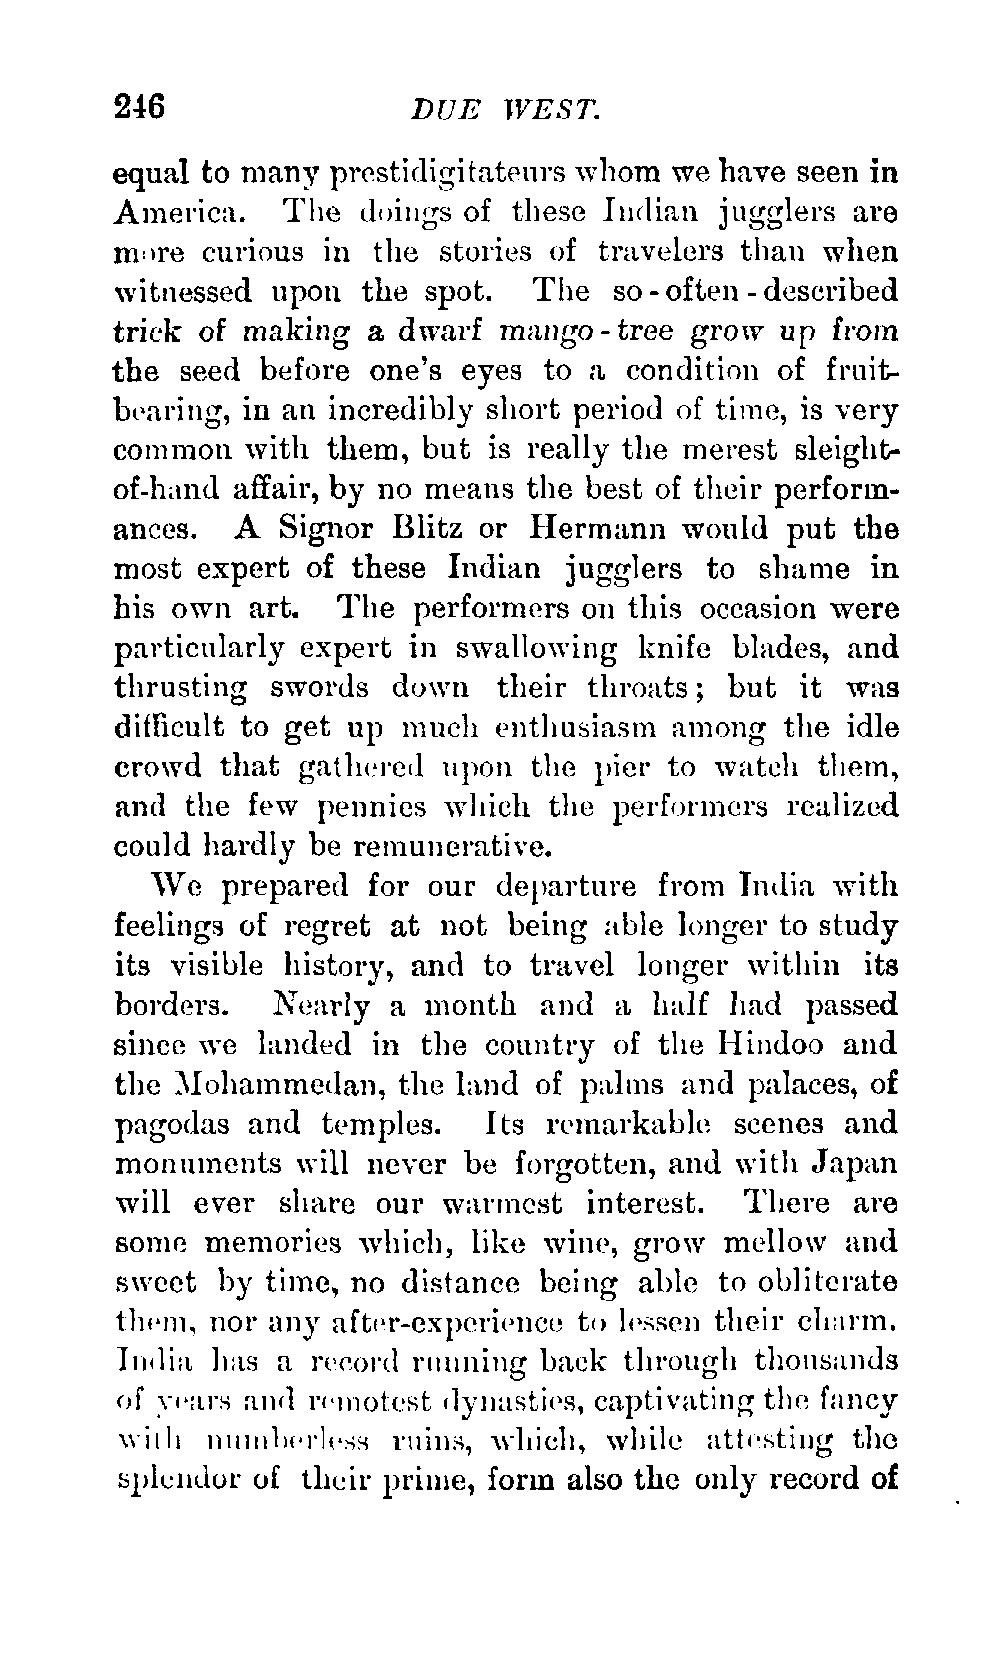 246 DUE WEST.
equal to many prestidigitateurs whom we have seen in
America. The doings of these Indian jugglers are
more curious in the stories of travelers than when
witnessed upon the spot. The so-often-described
trick of making a dwarf mango-tree grow up from
the seed before one's eyes to a condition of fruit-
bearing, in an incredibly short period of time, is very
common with them, but is really the merest sleight-
of-hand affair, by no means the best of their perform-
ances. A Signor Blitz or Hermann would put the
most expert of these Indian jugglers to shame in
his own art. The performers on this occasion were
particularly expert in swallowing knife blades, and
thrusting swords down their throats; but it was
difficult to get up much enthusiasm among the idle
crowd that gathered upon the pier to watch them,
and the few pennies which the performers realized
could hardly be remunerative.
We prepared for our departure from India with
feelings of regret at not being able longer to study
its visible history, and to travel longer within its
borders. Nearly a month and a half had passed
since we landed in the country of the Hindoo and
the Mohammedan, the land of palms and palaces, of
pagodas and temples. Its remarkable scenes and
monuments will never be forgotten, and with Japan
will ever share our warmest interest. There are
some memories which, like wine, grow mellow and
sweet by time, no distance being able to obliterate
them, nor any after-experience to lessen their charm.
India has a record running back through thousands
of years and remotest dynasties, captivating the fancy
with numberless ruins, which, while attesting the
splendor of their prime, form also the only record of